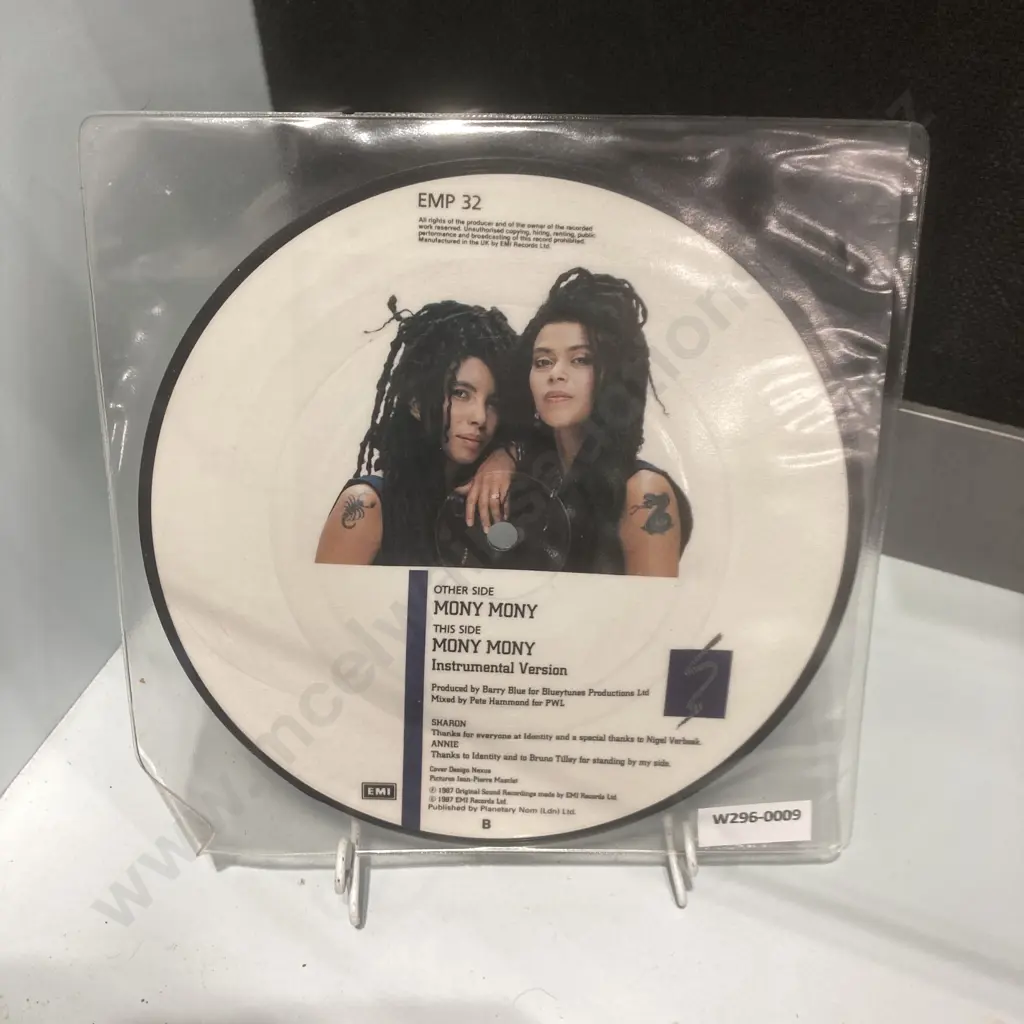 EMP 32
All rights of the producer and of the owner of the recorded
work reserved. Unauthorised copying, hiring, renting, public
performance and broadcasting of this record prohibited.
Manufactured in the UK by EMI Records Ltd.
OTHER SIDE
MONY MONY
THIS SIDE
MONY MONY
Instrumental Version
Produced by Barry Blue for Blueytunes Productions Ltd
Mixed by Pete Hammond for PWL
SHARON
Thanks for everyone at Identity and a special thanks to Nigel
ANNIE
Thanks to Identity and to Bruno Tilley for standing by my side.
Cover Design Nexus
Pictures Jean-Pierre Masclet
℗ 1987 Original Sound Recordings made by EMI Records Ltd.
© 1987 EMI Records Ltd.
Published by Planetary Nom (Ldn) Ltd.
EMI
B
W296-0009